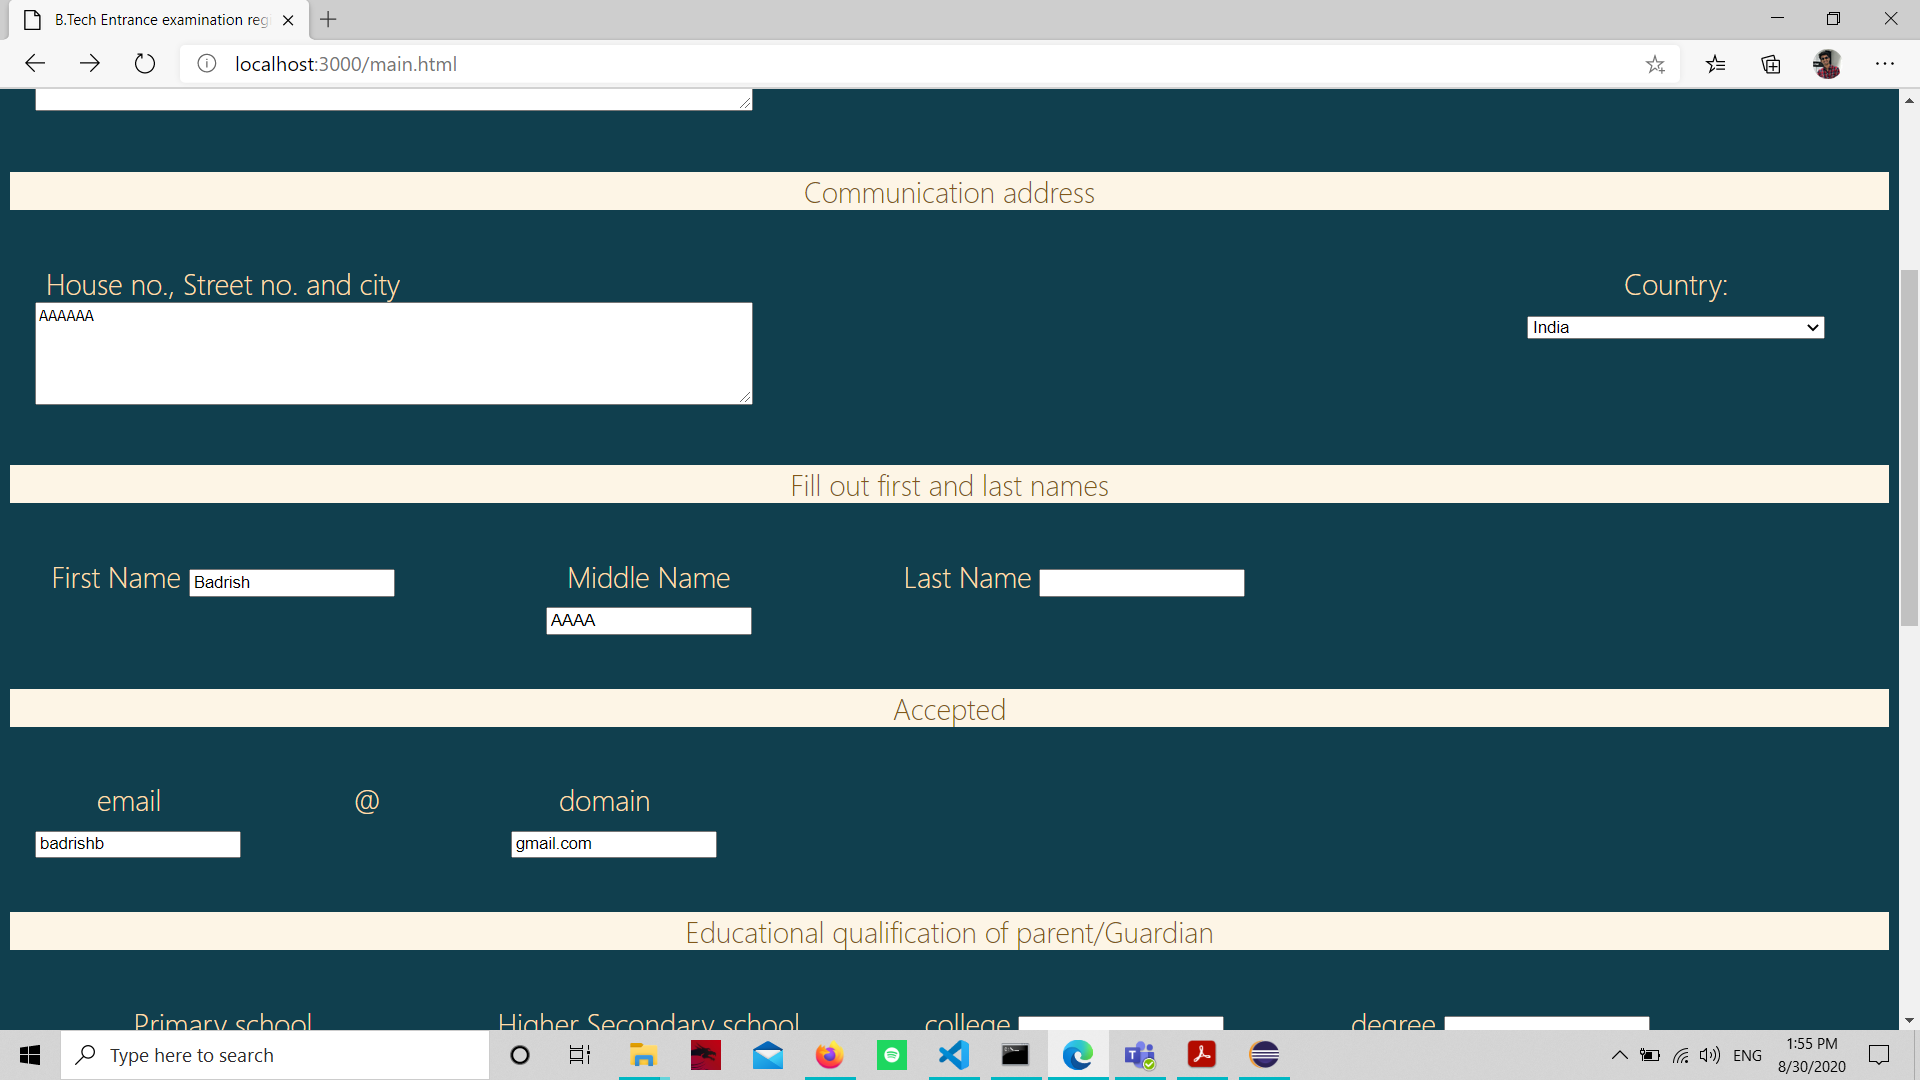 B.Tech Entrance examination reg
localhost:3000/main.html
Communication address
House no., Street no. and city
Country:
AAAAAA
India
Fill out first and last names
First Name Badrish
Middle Name
Last Name
AAAA
Accepted
email @ domain
badrishb
gmail.com
Educational qualification of parent/Guardian
Primary school
Higher Secondary school
college
degree
Type here to search
ENG
1:55 PM
8/30/2020